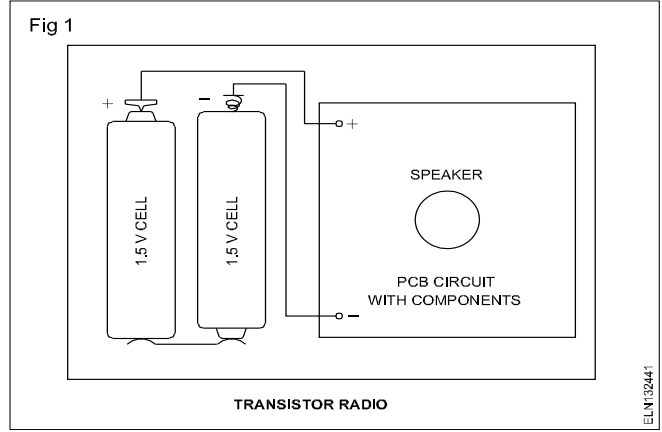 Fig 1
+
–
1.5 V CELL
1.5 V CELL
+
SPEAKER
PCB CIRCUIT
WITH COMPONENTS
–
TRANSISTOR RADIO
ELN132441